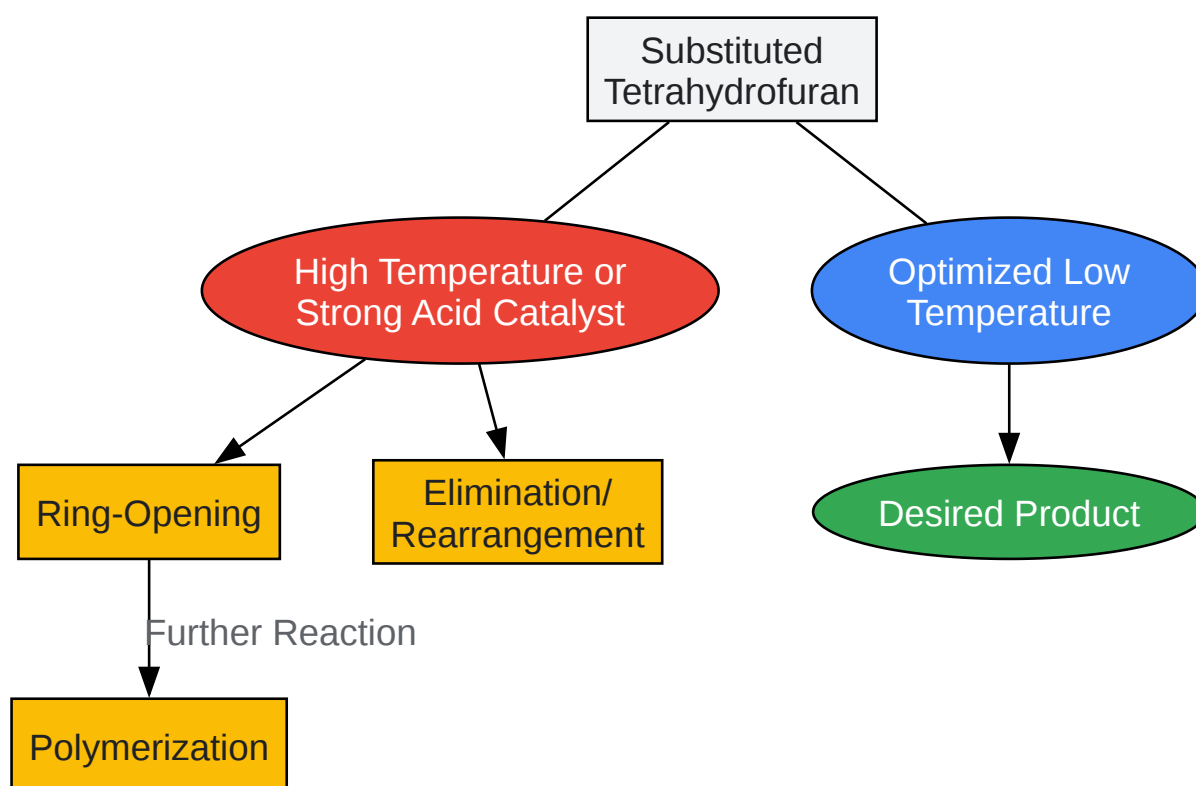 Substituted
Tetrahydrofuran
High Temperature or
Strong Acid Catalyst
Optimized Low
Temperature
Ring-Opening
Elimination/
Rearrangement
Desired Product
Further Reaction
Polymerization